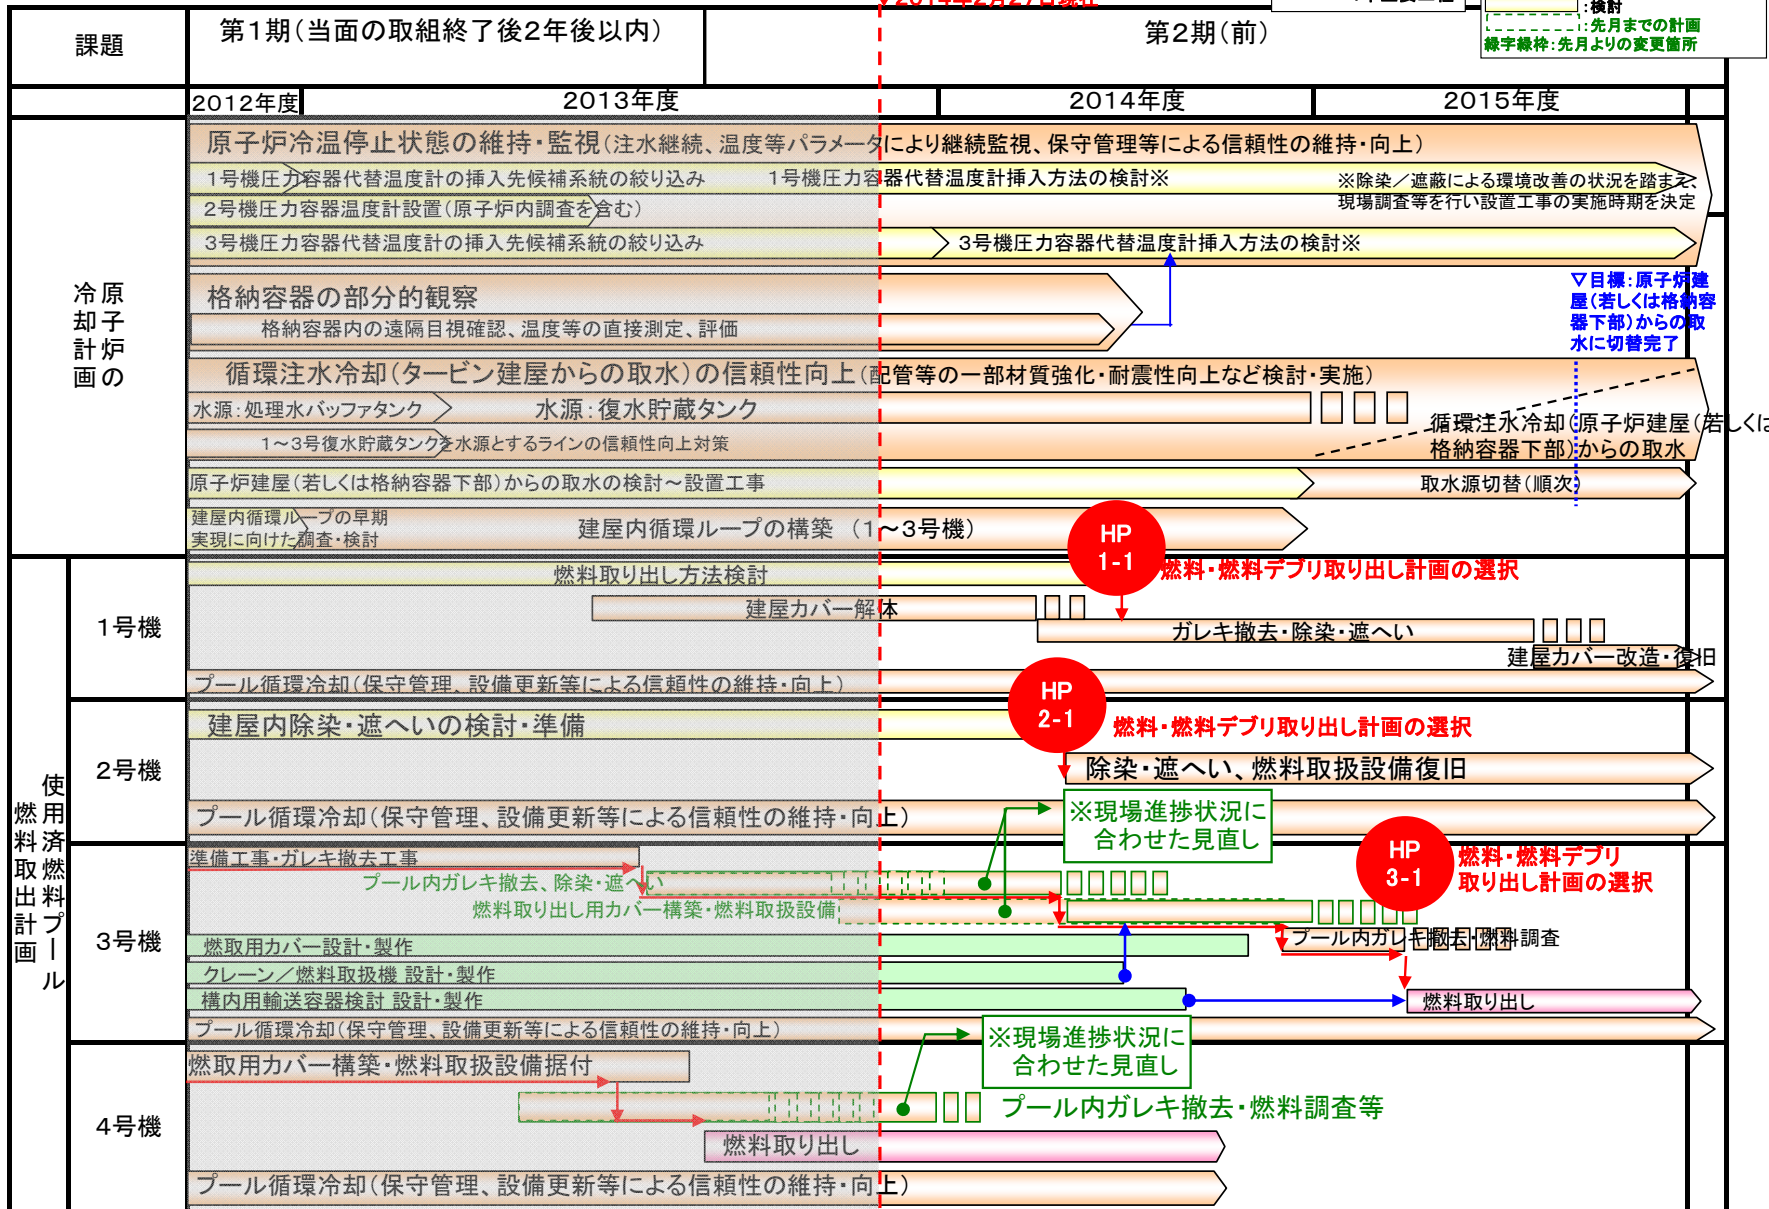 ▽2014年2月27日現在
:検討
:先月までの計画
緑字緑枠:先月よりの変更箇所
課題
第1期(当面の取組終了後2年後以内)
第2期(前)
2012年度
2013年度
2014年度
2015年度
原子炉の
冷却計画
原子炉冷温停止状態の維持・監視(注水継続、温度等パラメータにより継続監視、保守管理等による信頼性の維持・向上)
1号機圧力容器代替温度計の挿入先候補系統の絞り込み
1号機圧力容器代替温度計挿入方法の検討※
※除染/遮蔽による環境改善の状況を踏まえ、
現場調査等を行い設置工事の実施時期を決定
2号機圧力容器温度計設置(原子炉内調査を含む)
3号機圧力容器代替温度計の挿入先候補系統の絞り込み
3号機圧力容器代替温度計挿入方法の検討※
格納容器の部分的観察
格納容器内の遠隔目視確認、温度等の直接測定、評価
▽目標:原子炉建
屋(若しくは格納容
器下部)からの取
水に切替完了
循環注水冷却(タービン建屋からの取水)の信頼性向上(配管等の一部材質強化・耐震性向上など検討・実施)
水源:処理水バッファタンク
水源:復水貯蔵タンク
循環注水冷却(原子炉建屋(若しくは
格納容器下部)からの取水
1~3号復水貯蔵タンクを水源とするラインの信頼性向上対策
原子炉建屋(若しくは格納容器下部)からの取水の検討~設置工事
取水源切替(順次)
建屋内循環ループの早期
実現に向けた調査・検討
建屋内循環ループの構築 (1~3号機)
使用済燃料プール
燃料取出計画
1号機
HP
1-1
燃料・燃料デブリ取り出し計画の選択
燃料取り出し方法検討
建屋カバー解体
ガレキ撤去・除染・遮へい
建屋カバー改造・復旧
プール循環冷却(保守管理、設備更新等による信頼性の維持・向上)
2号機
HP
2-1
燃料・燃料デブリ取り出し計画の選択
建屋内除染・遮へいの検討・準備
除染・遮へい、燃料取扱設備復旧
プール循環冷却(保守管理、設備更新等による信頼性の維持・向上)
※現場進捗状況に
合わせた見直し
3号機
HP
3-1
燃料・燃料デブリ
取り出し計画の選択
準備工事・ガレキ撤去工事
プール内ガレキ撤去、除染・遮へい
燃料取り出し用カバー構築・燃料取扱設備
燃取用カバー設計・製作
プール内ガレキ撤去・燃料調査
クレーン/燃料取扱機 設計・製作
構内用輸送容器検討 設計・製作
燃料取り出し
プール循環冷却(保守管理、設備更新等による信頼性の維持・向上)
※現場進捗状況に
合わせた見直し
4号機
燃取用カバー構築・燃料取扱設備据付
プール内ガレキ撤去・燃料調査等
燃料取り出し
プール循環冷却(保守管理、設備更新等による信頼性の維持・向上)